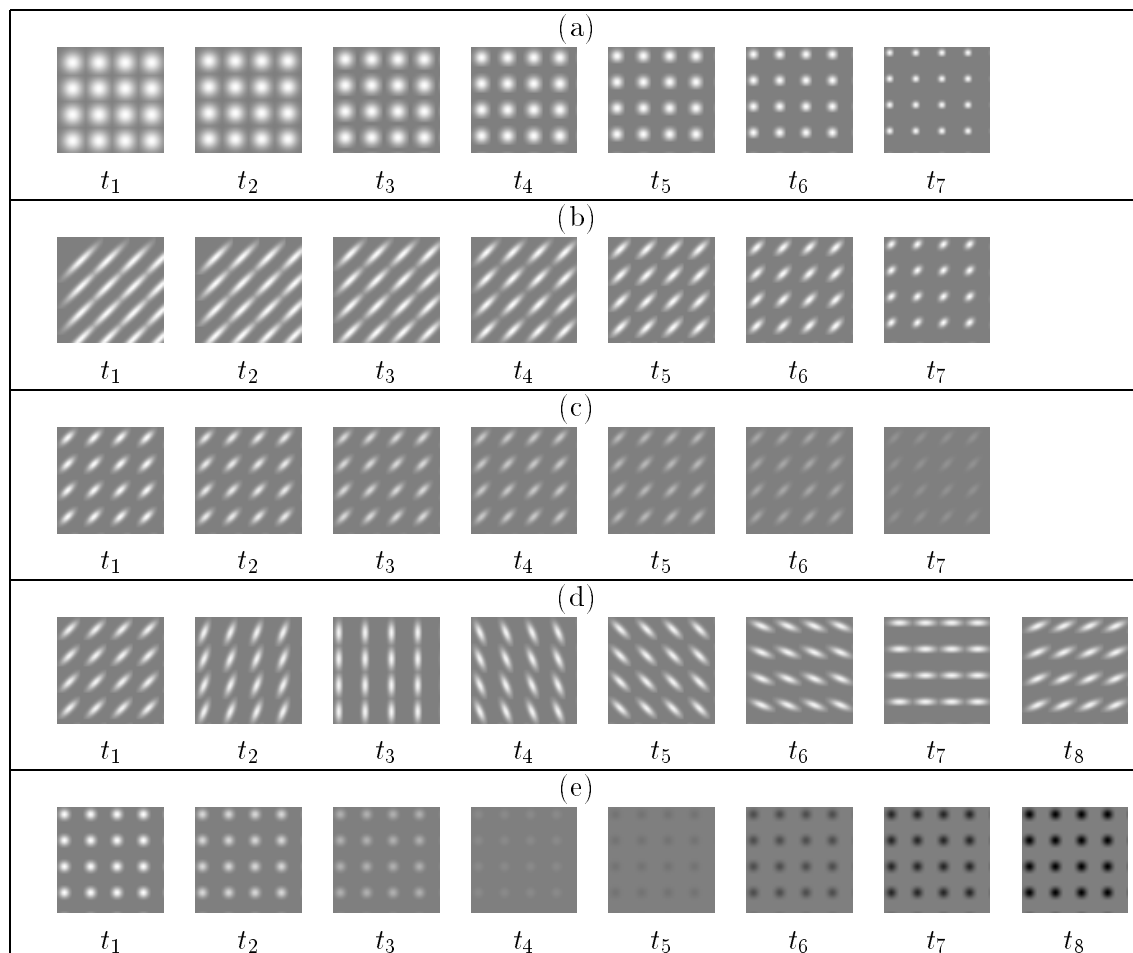 (a)
t₁ t₂ t₃ t₄ t₅ t₆ t₇
(b)
t₁ t₂ t₃ t₄ t₅ t₆ t₇
(c)
t₁ t₂ t₃ t₄ t₅ t₆ t₇
(d)
t₁ t₂ t₃ t₄ t₅ t₆ t₇ t₈
(e)
t₁ t₂ t₃ t₄ t₅ t₆ t₇ t₈